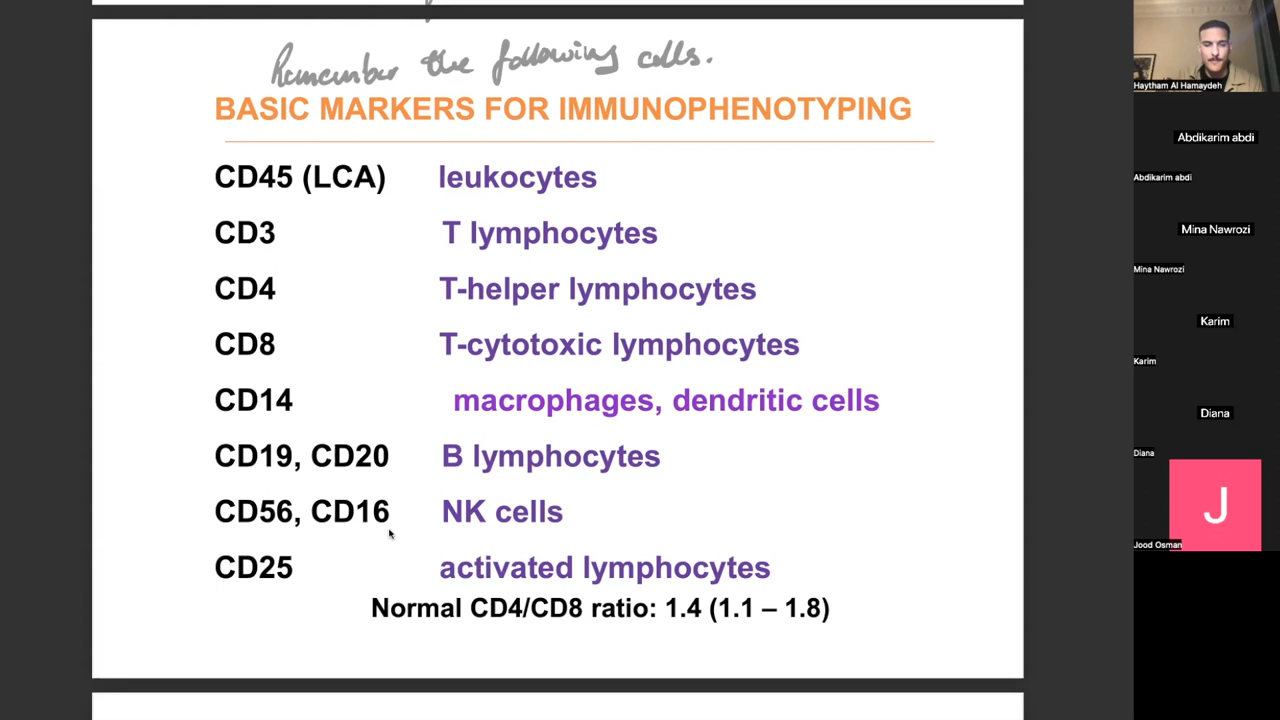 Remember the following cells.
BASIC MARKERS FOR IMMUNOPHENOTYPING
CD45 (LCA) leukocytes
CD3 T lymphocytes
CD4 T-helper lymphocytes
CD8 T-cytotoxic lymphocytes
CD14 macrophages, dendritic cells
CD19, CD20 B lymphocytes
CD56, CD16 NK cells
CD25 activated lymphocytes
Normal CD4/CD8 ratio: 1.4 (1.1 – 1.8)
Haytham Al Hamaydeh
Abdikarim abdi
Abdikarim abdi
Mina Nawrozi
Mina Nawrozi
Karim
Karim
Diana
Diana
J
Jood Osman